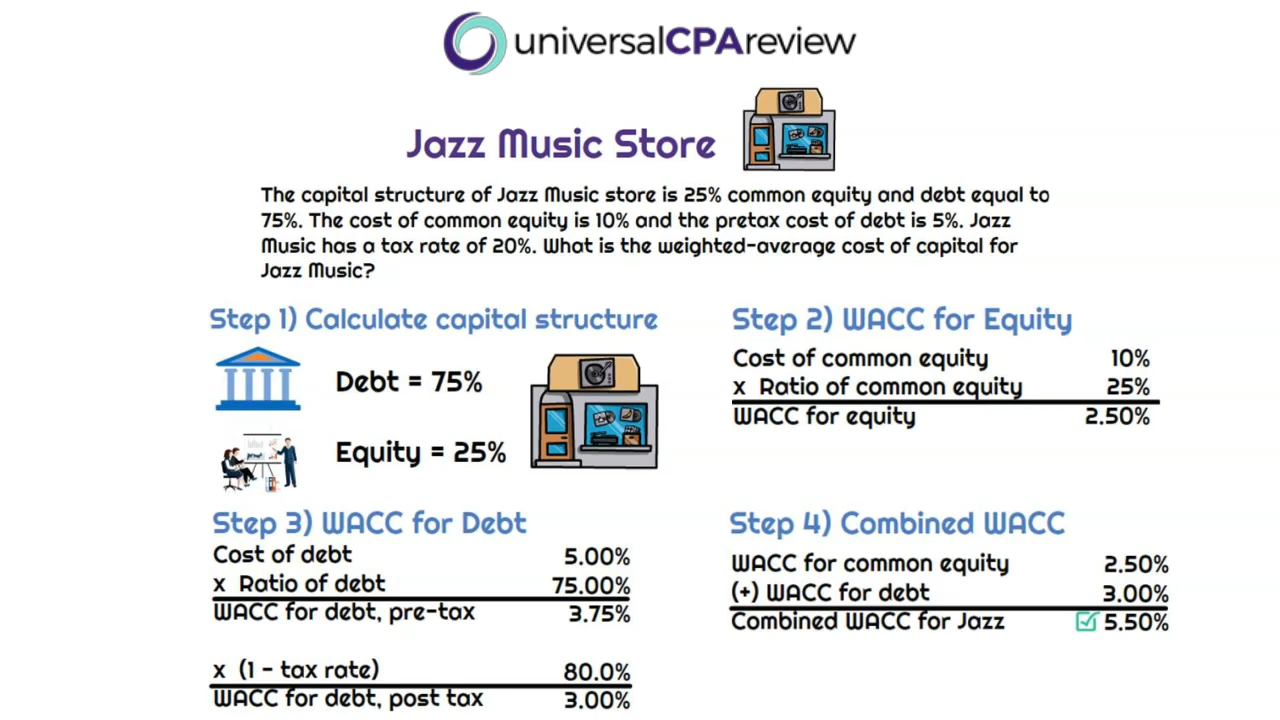 universalCPAreview
Jazz Music Store
The capital structure of Jazz Music store is 25% common equity and debt equal to
75%. The cost of common equity is 10% and the pretax cost of debt is 5%. Jazz
Music has a tax rate of 20%. What is the weighted-average cost of capital for
Jazz Music?
Step 1) Calculate capital structure
Debt = 75%
Equity = 25%
Step 2) WACC for Equity
Cost of common equity 10%
x Ratio of common equity 25%
WACC for equity 2.50%
Step 3) WACC for Debt
Cost of debt 5.00%
x Ratio of debt 75.00%
WACC for debt, pre-tax 3.75%
x (1 - tax rate) 80.0%
WACC for debt, post tax 3.00%
Step 4) Combined WACC
WACC for common equity 2.50%
(+) WACC for debt 3.00%
Combined WACC for Jazz 5.50%